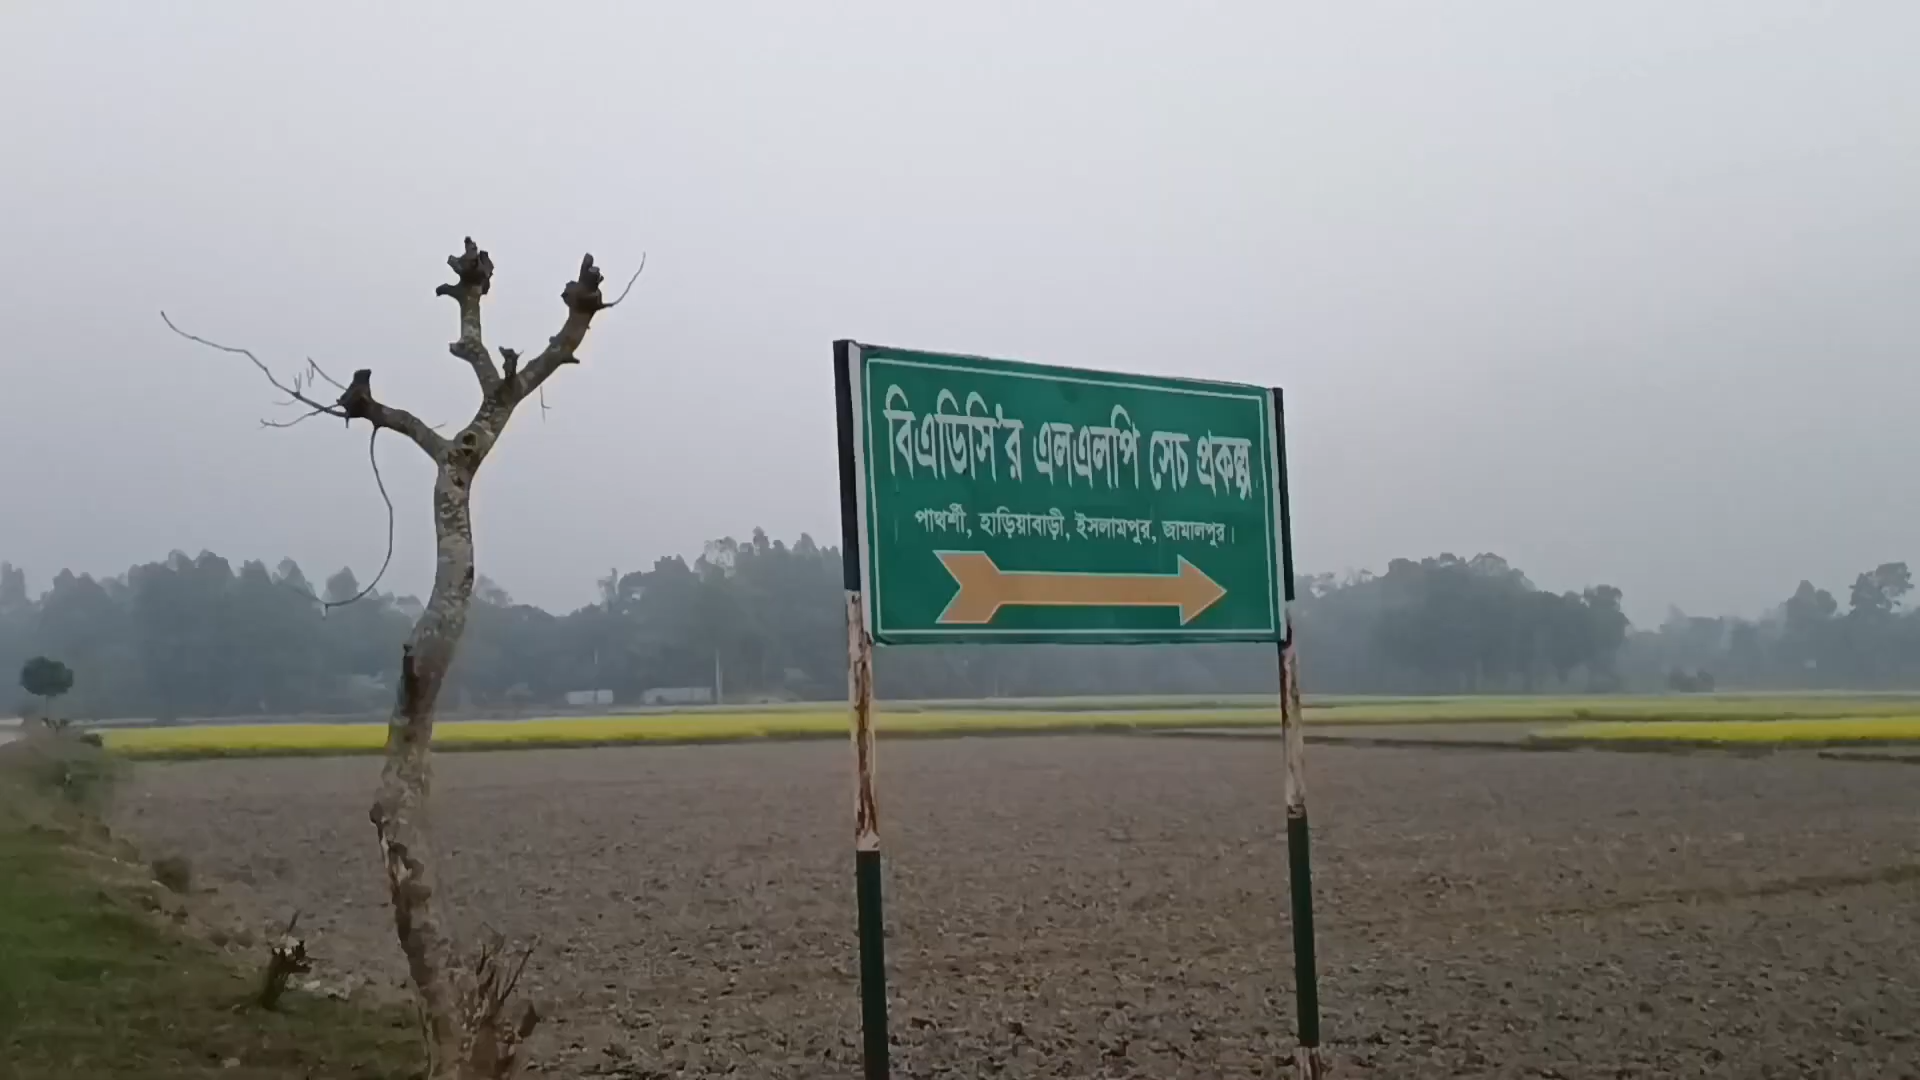 বিএডিসি'র এলএলপি সেচ প্রকল্প
পাথর্শী, হাড়িয়াবাড়ী, ইসলামপুর, জামালপুর।